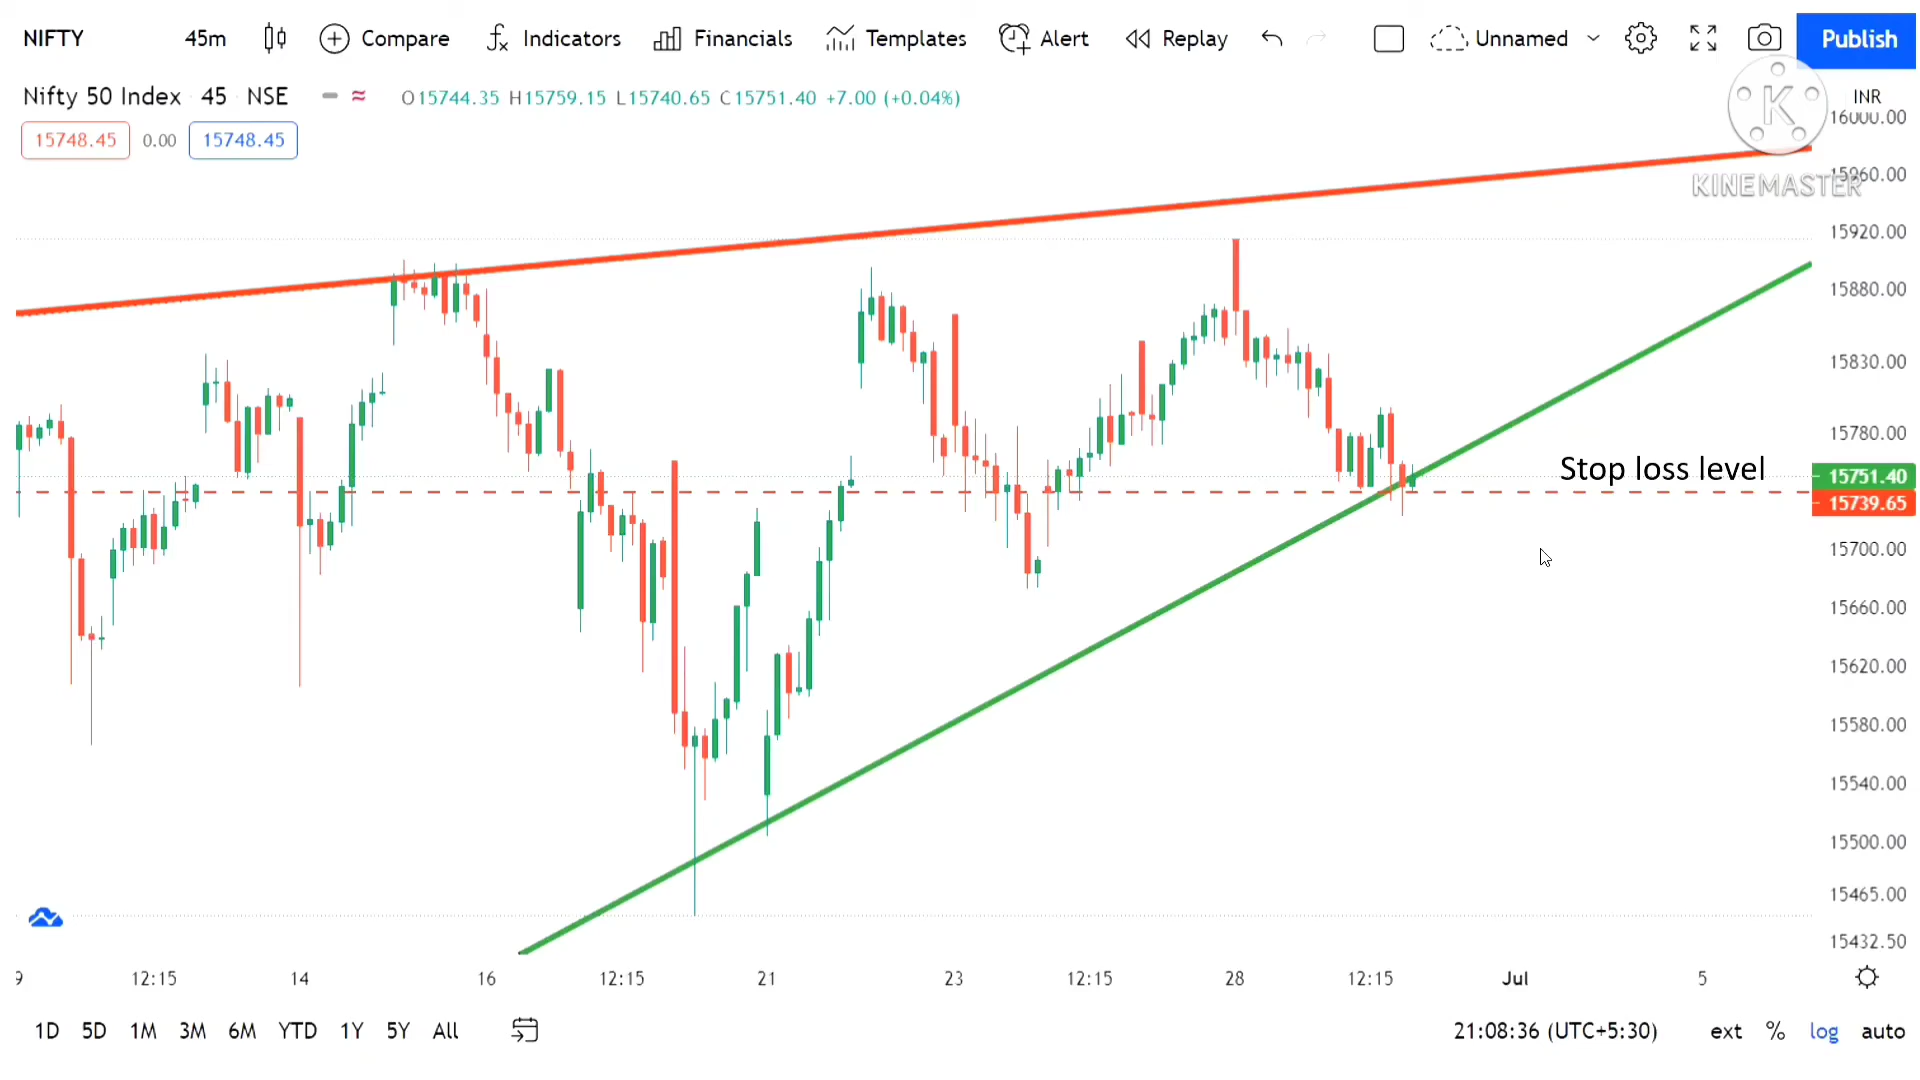 NIFTY 45m Compare Indicators Financials Templates Alert Replay Unnamed Publish
Nifty 50 Index 45 NSE O15744.35 H15759.15 L15740.65 C15751.40 +7.00 (+0.04%)
INR
K
16000.00
15748.45 0.00 15748.45
15960.00
KINEMASTER
15920.00
15880.00
15830.00
15780.00
Stop loss level
15751.40
15739.65
15700.00
15660.00
15620.00
15580.00
15540.00
15500.00
15465.00
15432.50
9 12:15 14 16 12:15 21 23 12:15 28 12:15 Jul 5
1D 5D 1M 3M 6M YTD 1Y 5Y All 21:08:36 (UTC+5:30) ext % log auto